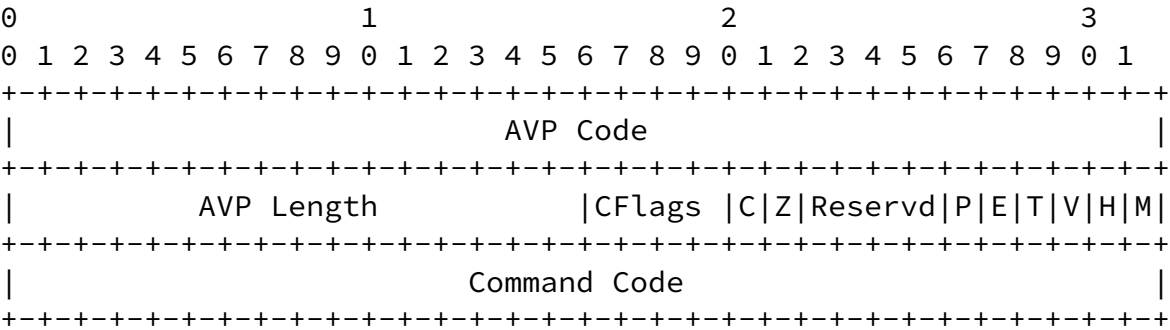 0                   1                   2                   3
0 1 2 3 4 5 6 7 8 9 0 1 2 3 4 5 6 7 8 9 0 1 2 3 4 5 6 7 8 9 0 1
+-+-+-+-+-+-+-+-+-+-+-+-+-+-+-+-+-+-+-+-+-+-+-+-+-+-+-+-+-+-+-+-+
|                           AVP Code                            |
+-+-+-+-+-+-+-+-+-+-+-+-+-+-+-+-+-+-+-+-+-+-+-+-+-+-+-+-+-+-+-+-+
|          AVP Length           |CFlags |C|Z|Reservd|P|E|T|V|H|M|
+-+-+-+-+-+-+-+-+-+-+-+-+-+-+-+-+-+-+-+-+-+-+-+-+-+-+-+-+-+-+-+-+
|                         Command Code                          |
+-+-+-+-+-+-+-+-+-+-+-+-+-+-+-+-+-+-+-+-+-+-+-+-+-+-+-+-+-+-+-+-+